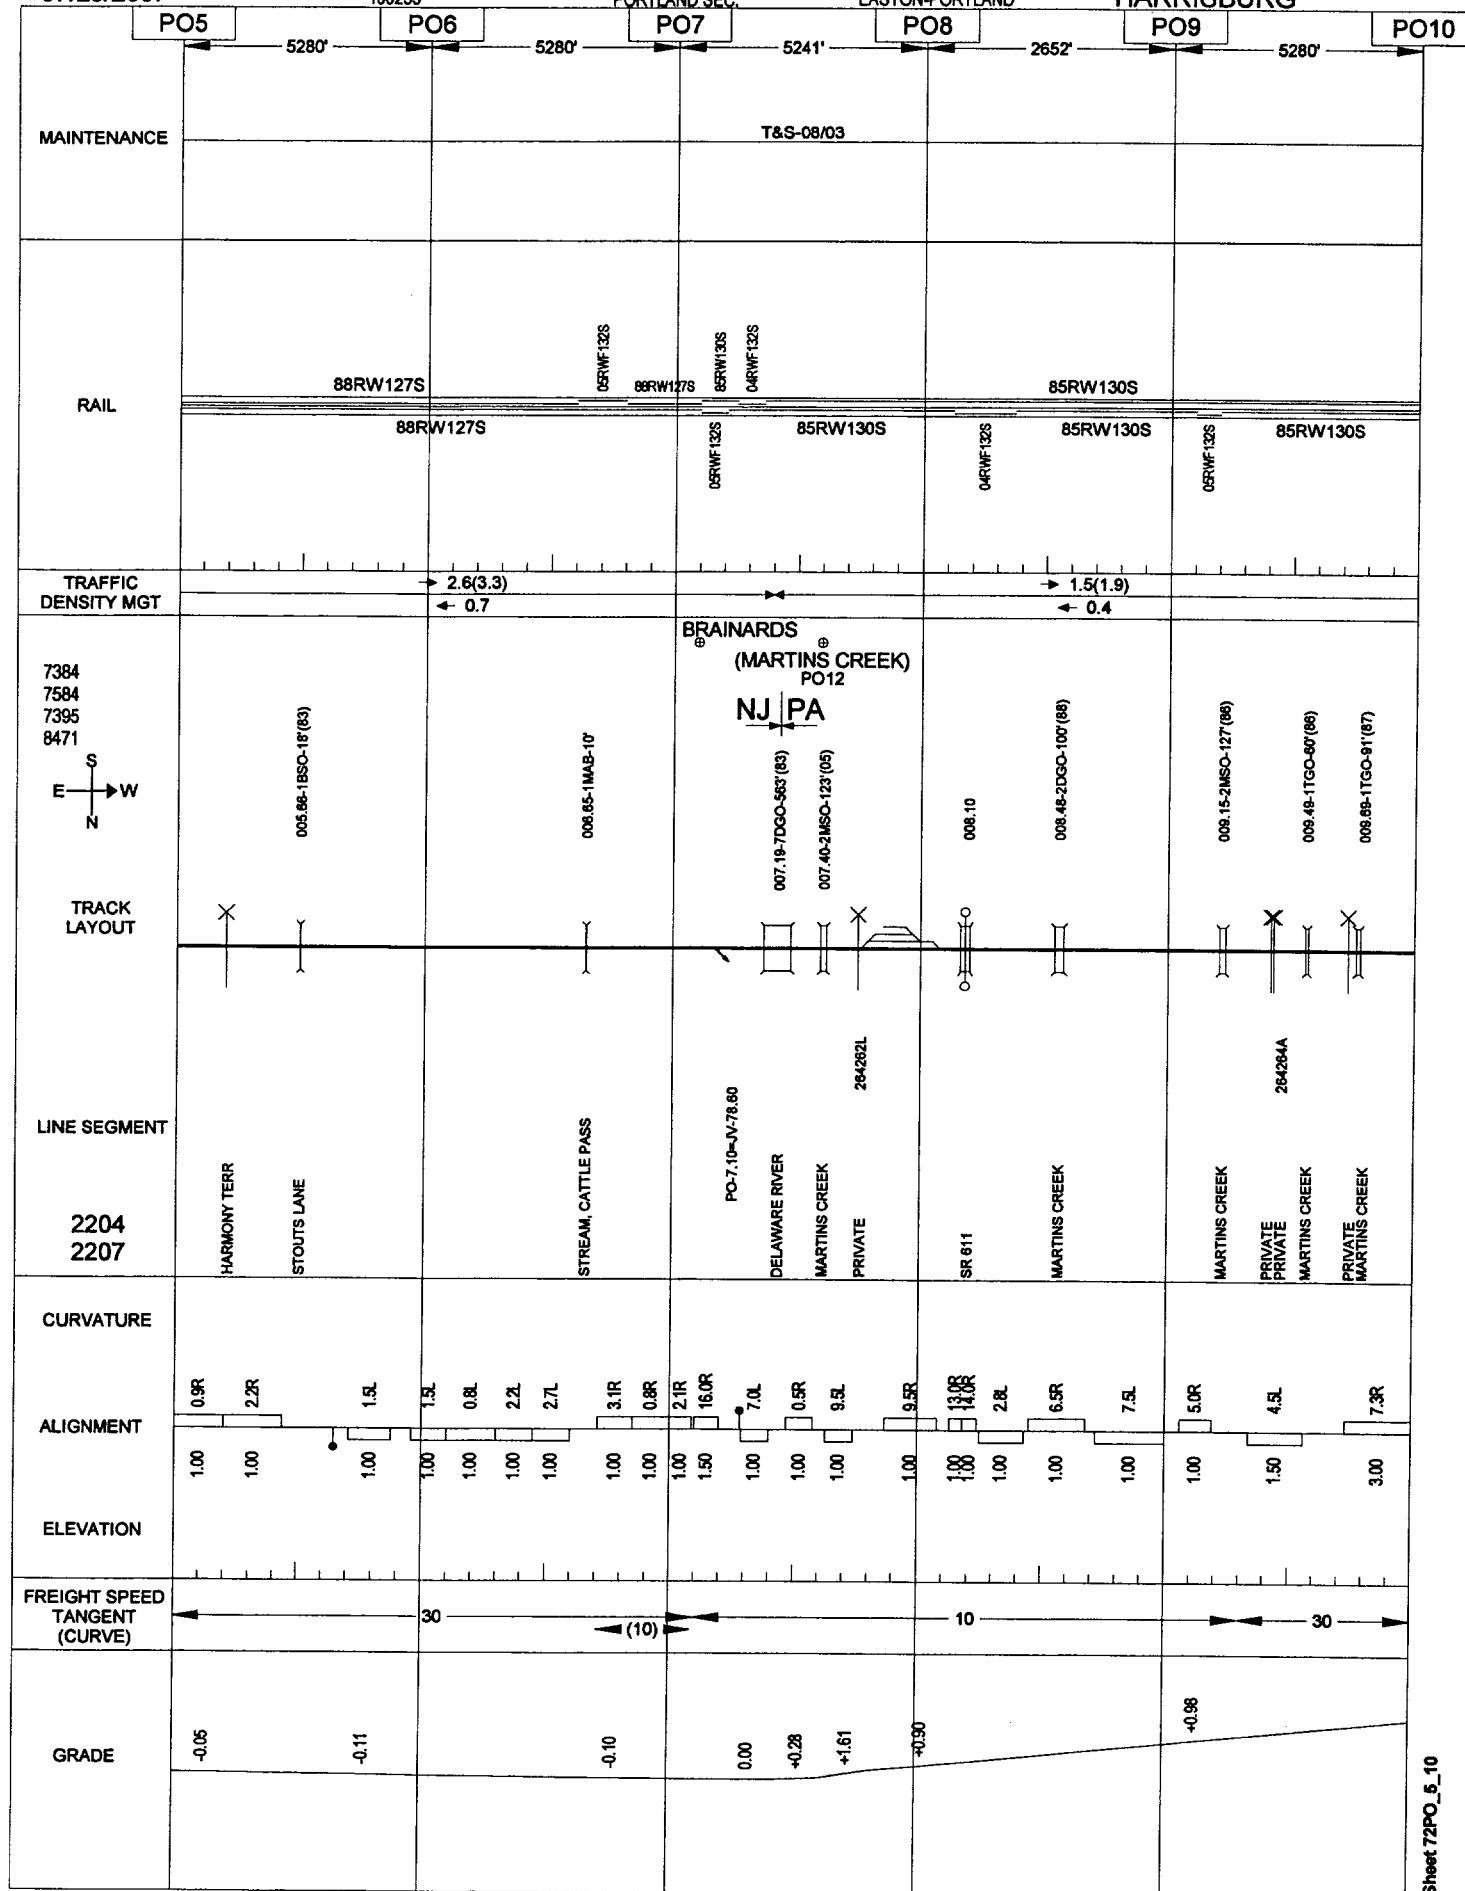 PORTLAND SEC.
EASTON-PORTLAND
HARRISBURG
PO5 PO6 PO7 PO8 PO9 PO10
5280' 5280' 5241' 2652' 5280'
MAINTENANCE
T&S-08/03
RAIL
05RWF132S 85RW130S 04RWF132S
88RW127S 88RW127S 85RW130S
88RW127S 85RW130S 85RW130S 85RW130S
05RWF132S 04RWF132S 05RWF132S
TRAFFIC
DENSITY MGT
2.6(3.3) 1.5(1.9)
0.7 0.4
BRAINARDS
(MARTINS CREEK)
PO12
NJ PA
7384
7584
7395
8471
S
E W
N
005.66-1BSO-18'(83)
006.65-1MAB-10'
007.19-7DGO-563'(83)
007.40-2MSO-123'(05)
008.10
008.48-2DGO-100'(88)
009.15-2MSO-127'(86)
009.49-1TGO-60'(86)
009.69-1TGO-91'(87)
TRACK
LAYOUT
264262L
264264A
LINE SEGMENT
2204
2207
HARMONY TERR
STOUTS LANE
STREAM, CATTLE PASS
PO-7.10=JV-78.60
DELAWARE RIVER
MARTINS CREEK
PRIVATE
SR 611
MARTINS CREEK
MARTINS CREEK
PRIVATE
PRIVATE
MARTINS CREEK
PRIVATE
MARTINS CREEK
CURVATURE
0.9R 2.2R 1.5L 1.5L 0.8L 2.2L 2.7L 3.1R 0.8R 2.1R 16.0R 7.0L 0.5R 9.5L 9.5R 13.0R 14.0R 2.8L 6.5R 7.5L 5.0R 4.5L 7.3R
ALIGNMENT
1.00 1.00 1.00 1.00 1.00 1.00 1.00 1.00 1.00 1.00 1.50 1.00 1.00 1.00 1.00 1.00 1.00 1.00 1.00 1.00 1.00 1.50 3.00
ELEVATION
FREIGHT SPEED
TANGENT
(CURVE)
30 10 30
(10)
GRADE
-0.05 -0.11 -0.10 0.00 +0.28 +1.61 +0.90 +0.98
Sheet 72PO_5_10